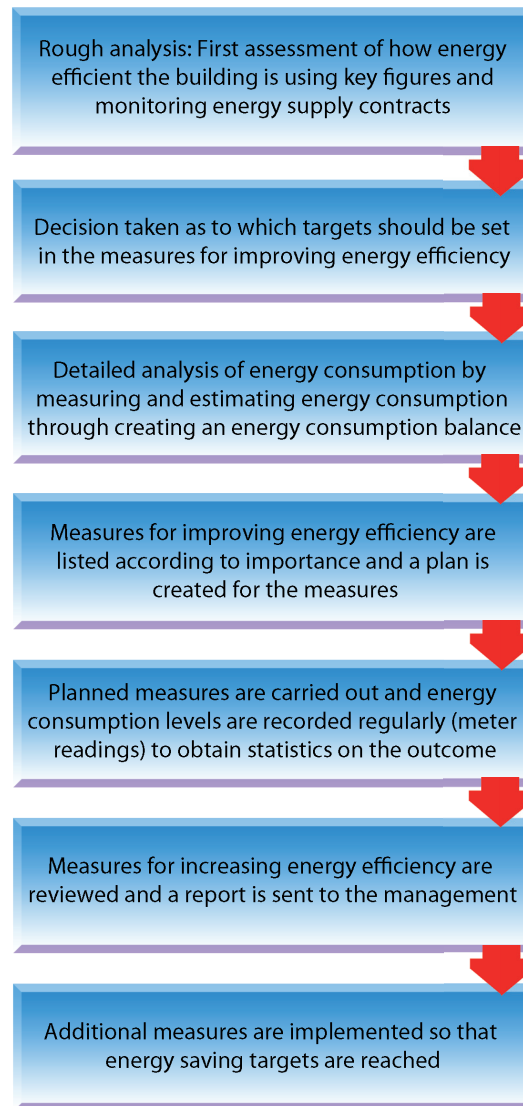 Rough analysis: First assessment of how energy
efficient the building is using key figures and
monitoring energy supply contracts
Decision taken as to which targets should be set
in the measures for improving energy efficiency
Detailed analysis of energy consumption by
measuring and estimating energy consumption
through creating an energy consumption balance
Measures for improving energy efficiency are
listed according to importance and a plan is
created for the measures
Planned measures are carried out and energy
consumption levels are recorded regularly (meter
readings) to obtain statistics on the outcome
Measures for increasing energy efficiency are
reviewed and a report is sent to the management
Additional measures are implemented so that
energy saving targets are reached